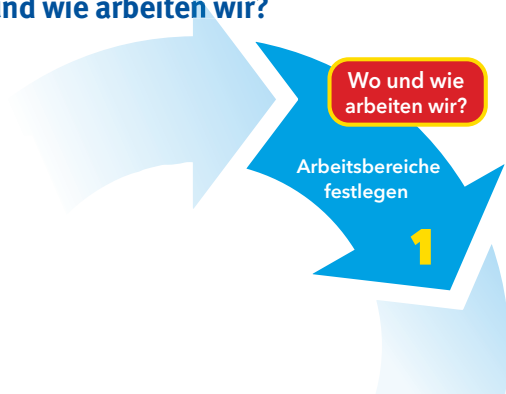 und wie arbeiten wir?
Wo und wie
arbeiten wir?
Arbeitsbereiche
festlegen
1